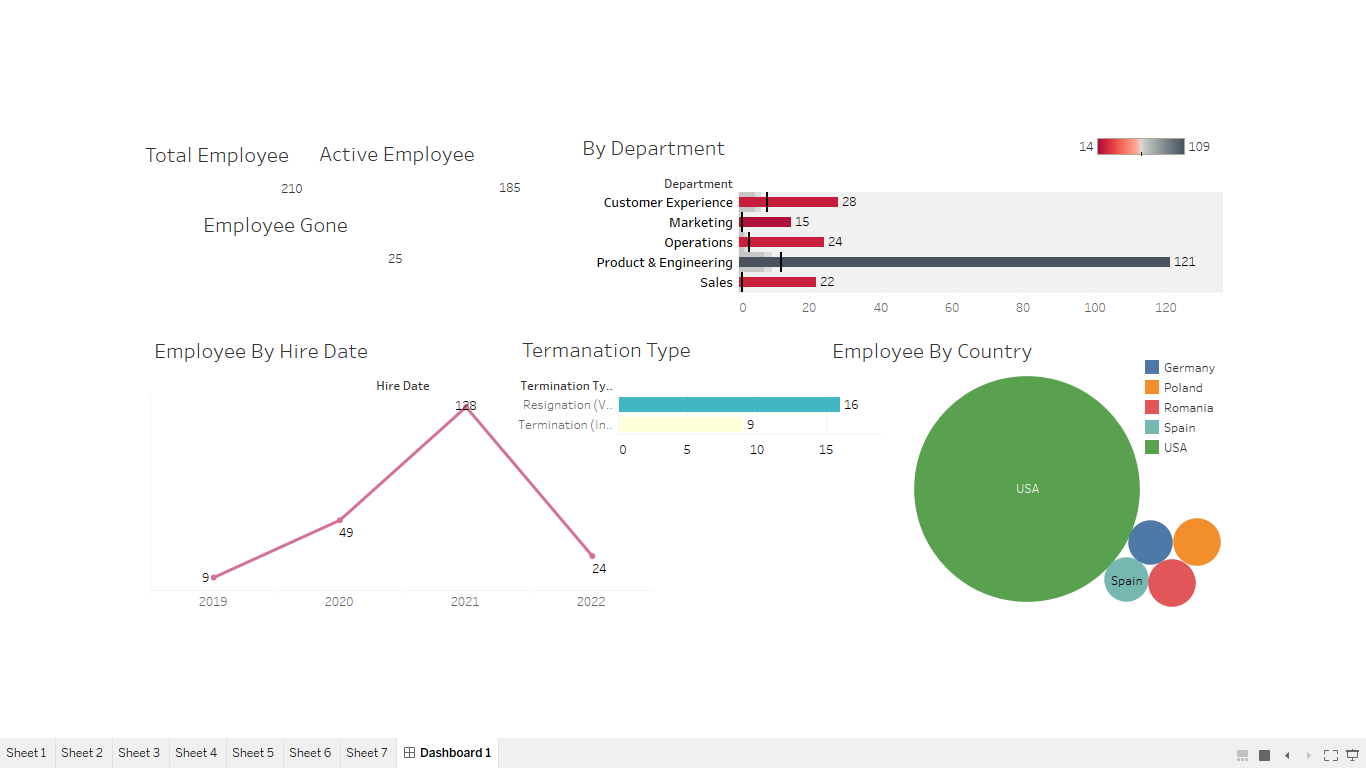 Total Employee
210
Active Employee
185
Employee Gone
25
By Department
14 109
Department
Customer Experience 28
Marketing 15
Operations 24
Product & Engineering 121
Sales 22
0 20 40 60 80 100 120
Employee By Hire Date
Hire Date
128
49
9
24
2019 2020 2021 2022
Termanation Type
Termination Ty..
Resignation (V.. 16
Termination (In.. 9
0 5 10 15
Employee By Country
Germany
Poland
Romania
Spain
USA
USA
Spain
Sheet 1 Sheet 2 Sheet 3 Sheet 4 Sheet 5 Sheet 6 Sheet 7 Dashboard 1